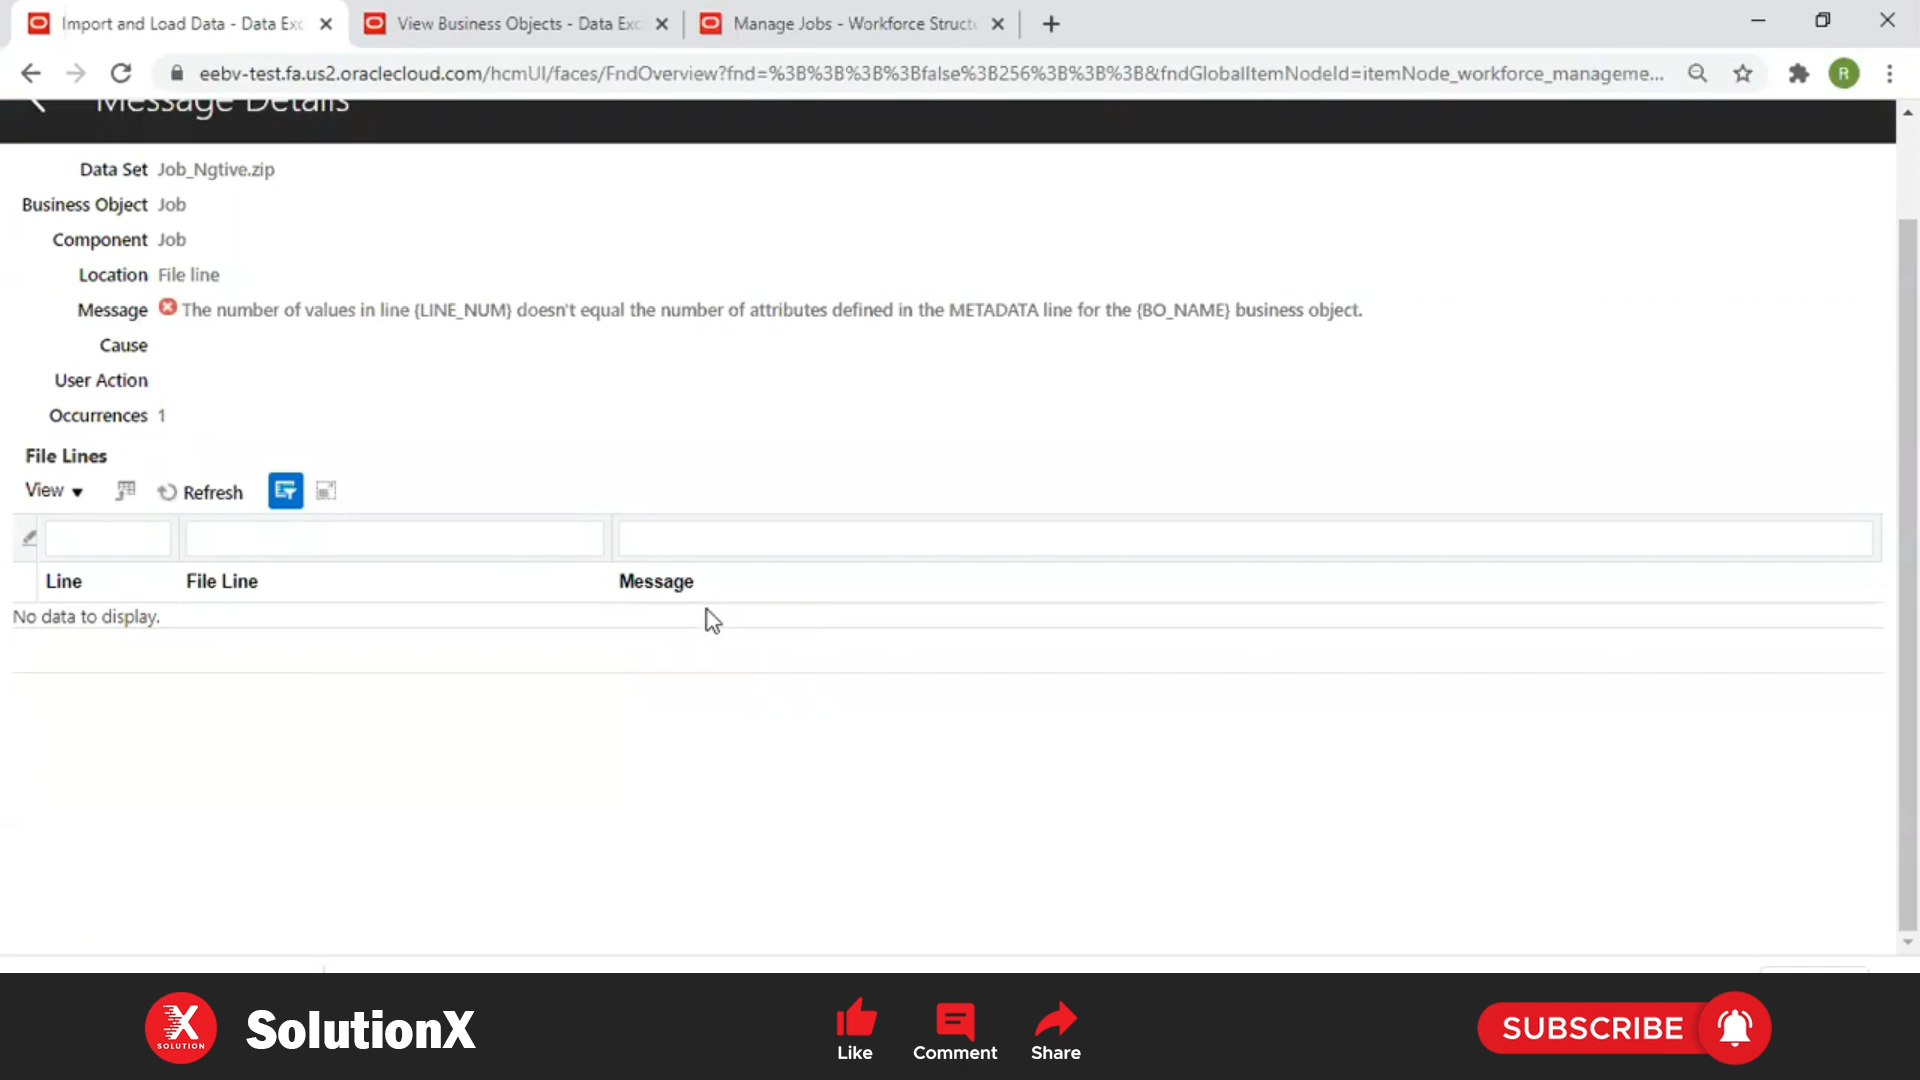 Import and Load Data - Data Exc
View Business Objects - Data Exc
Manage Jobs - Workforce Struct
eebv-test.fa.us2.oraclecloud.com/hcmUI/faces/FndOverview?fnd=%3B%3B%3B%3Bfalse%3B256%3B%3B%3B&fndGlobalItemNodeId=itemNode_workforce_manageme...
R
Message Details
Data Set Job_Ngtive.zip
Business Object Job
Component Job
Location File line
Message The number of values in line {LINE_NUM} doesn't equal the number of attributes defined in the METADATA line for the {BO_NAME} business object.
Cause
User Action
Occurrences 1
File Lines
View Refresh
Line File Line Message
No data to display.
X
SOLUTION
SolutionX
Like
Comment
Share
SUBSCRIBE